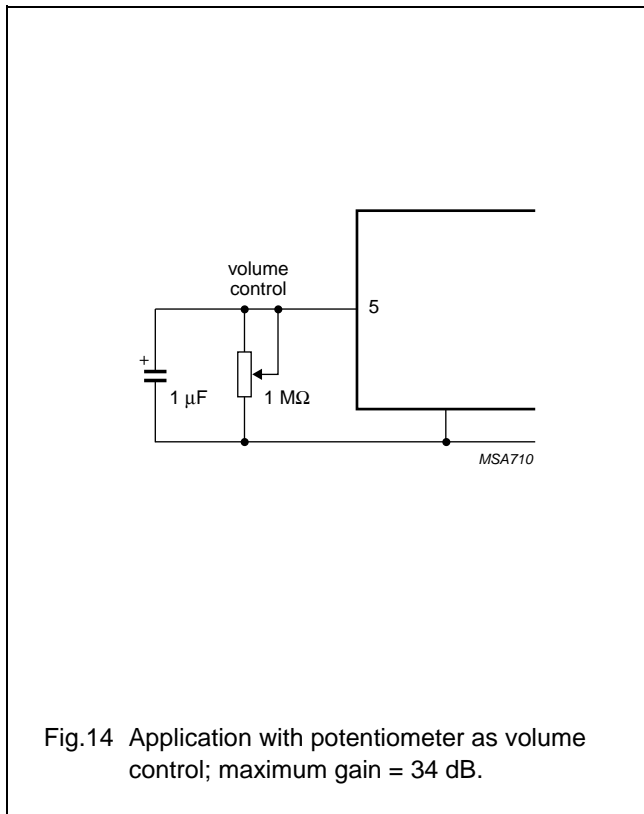 volume
control
5
+
1 μF
1 MΩ
MSA710
Fig.14 Application with potentiometer as volume
control; maximum gain = 34 dB.